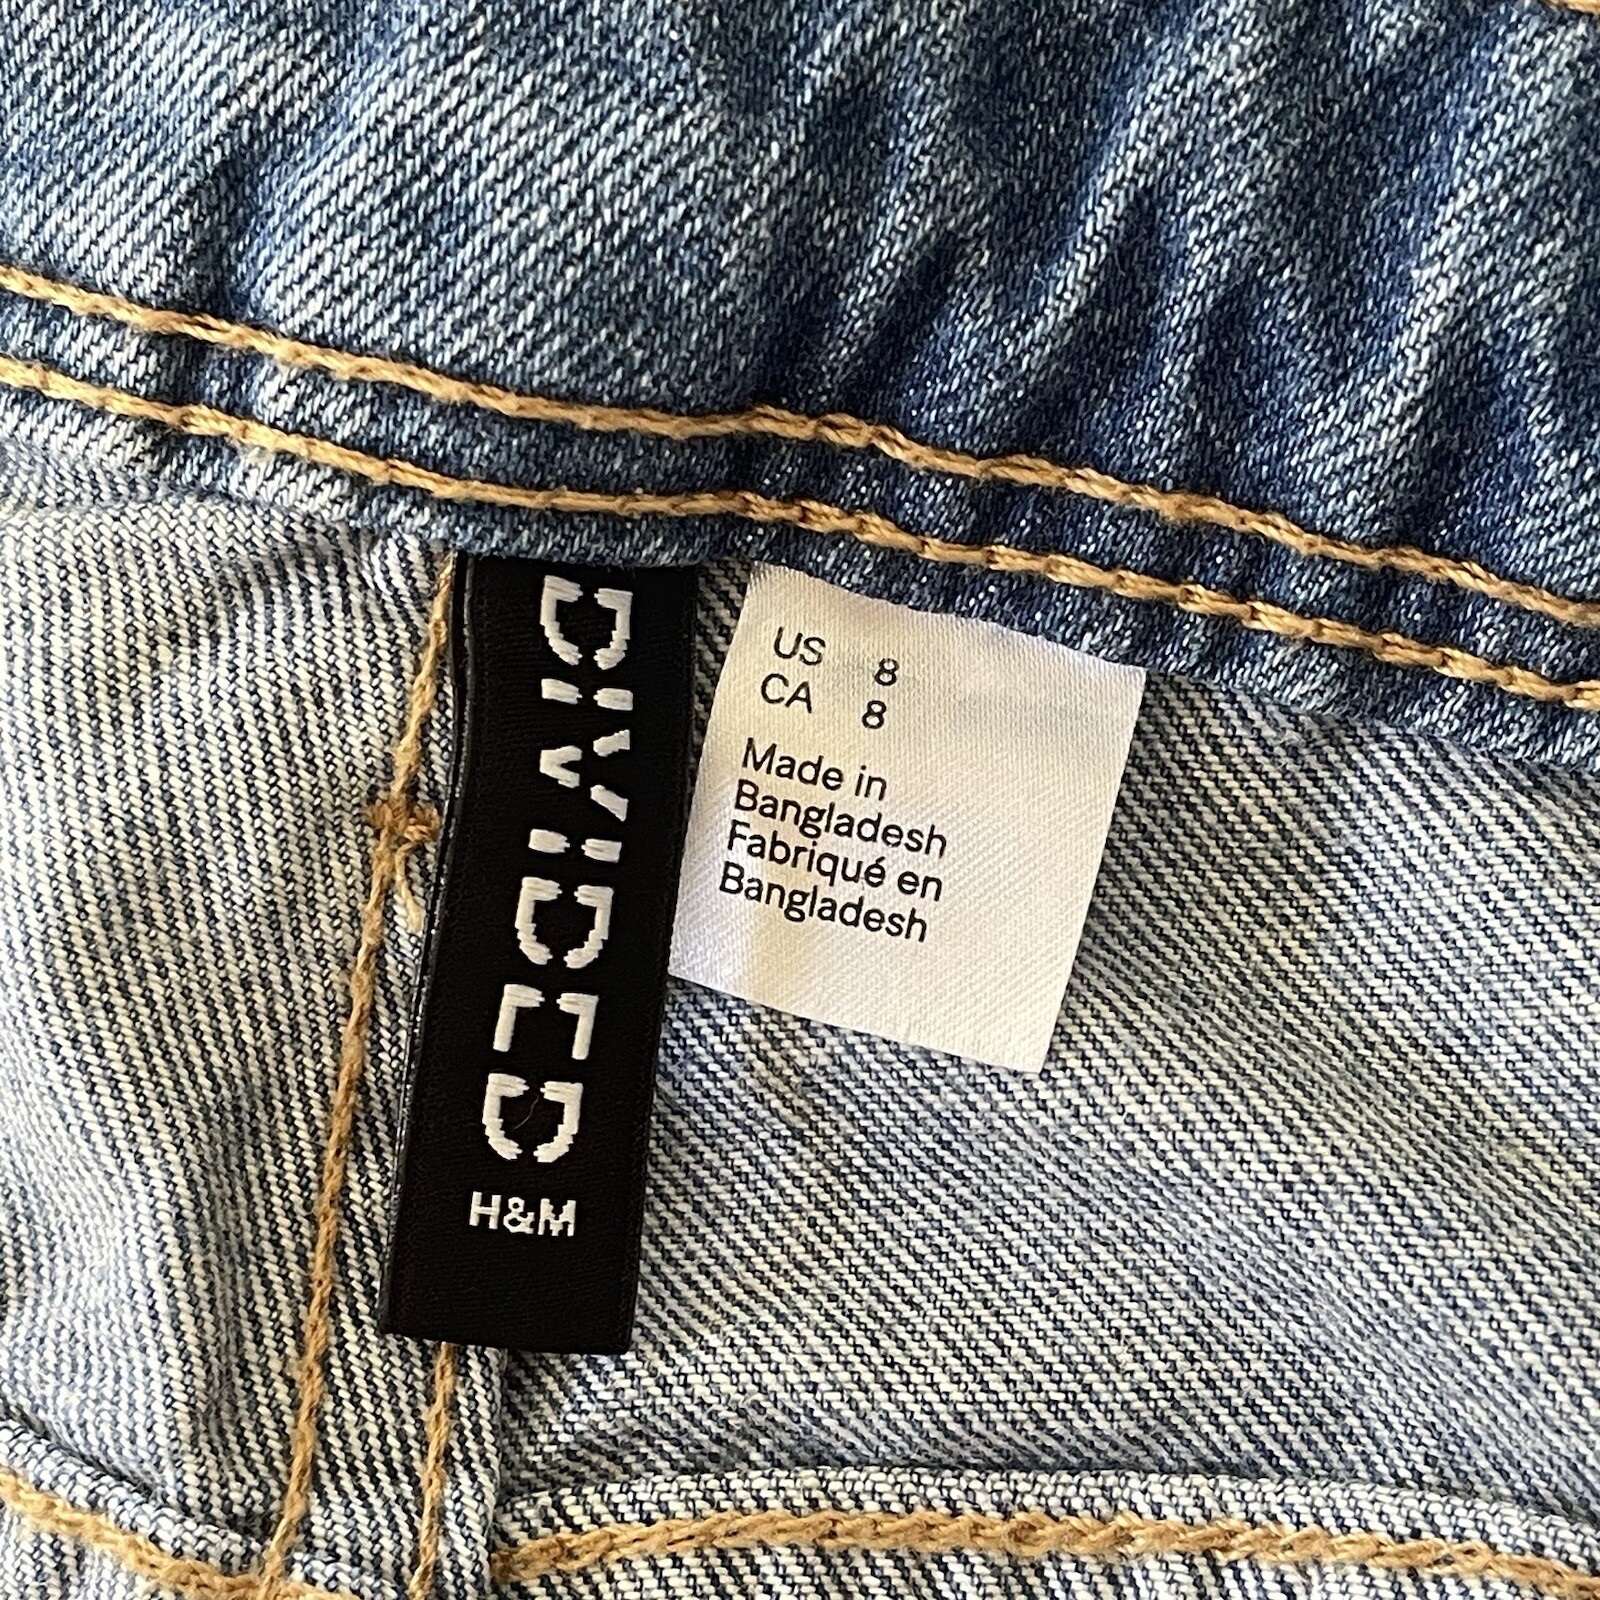 DIVIDED
H&M
US 8
CA 8
Made in
Bangladesh
Fabriqué en
Bangladesh